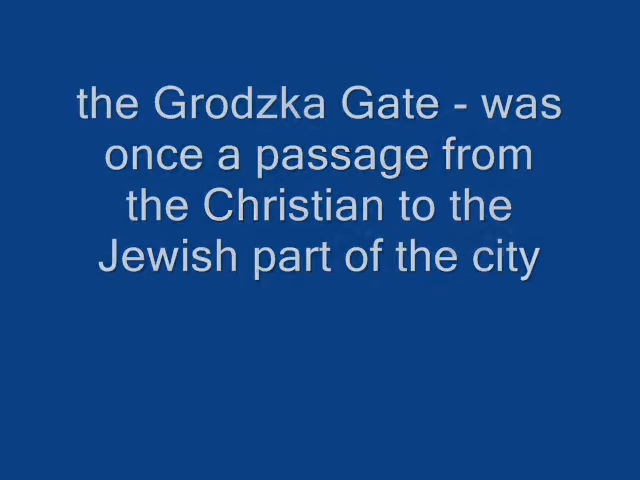 the Grodzka Gate - was
once a passage from
the Christian to the
Jewish part of the city